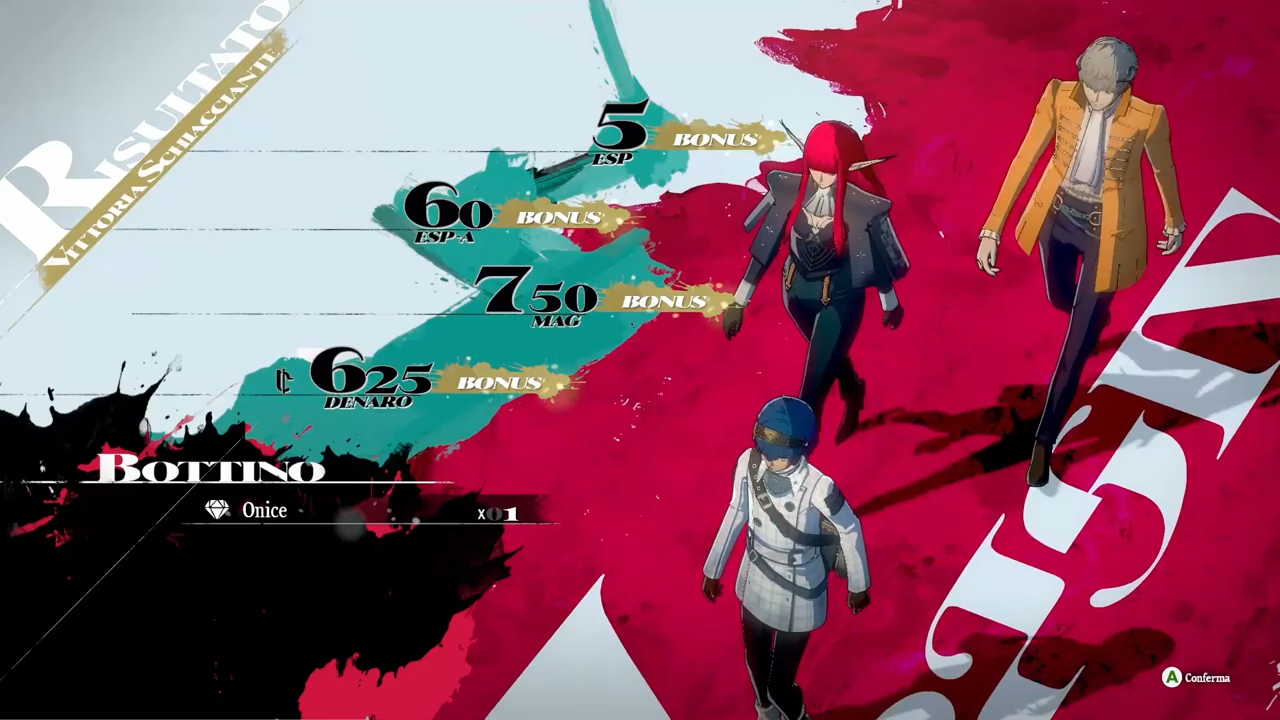 RISULTATO
VITTORIA SCHIACCIANTE
5 BONUS
ESP
60 BONUS
ESP-A
750 BONUS
MAG
₵ 625 BONUS
DENARO
BOTTINO
Onice x01
A Conferma